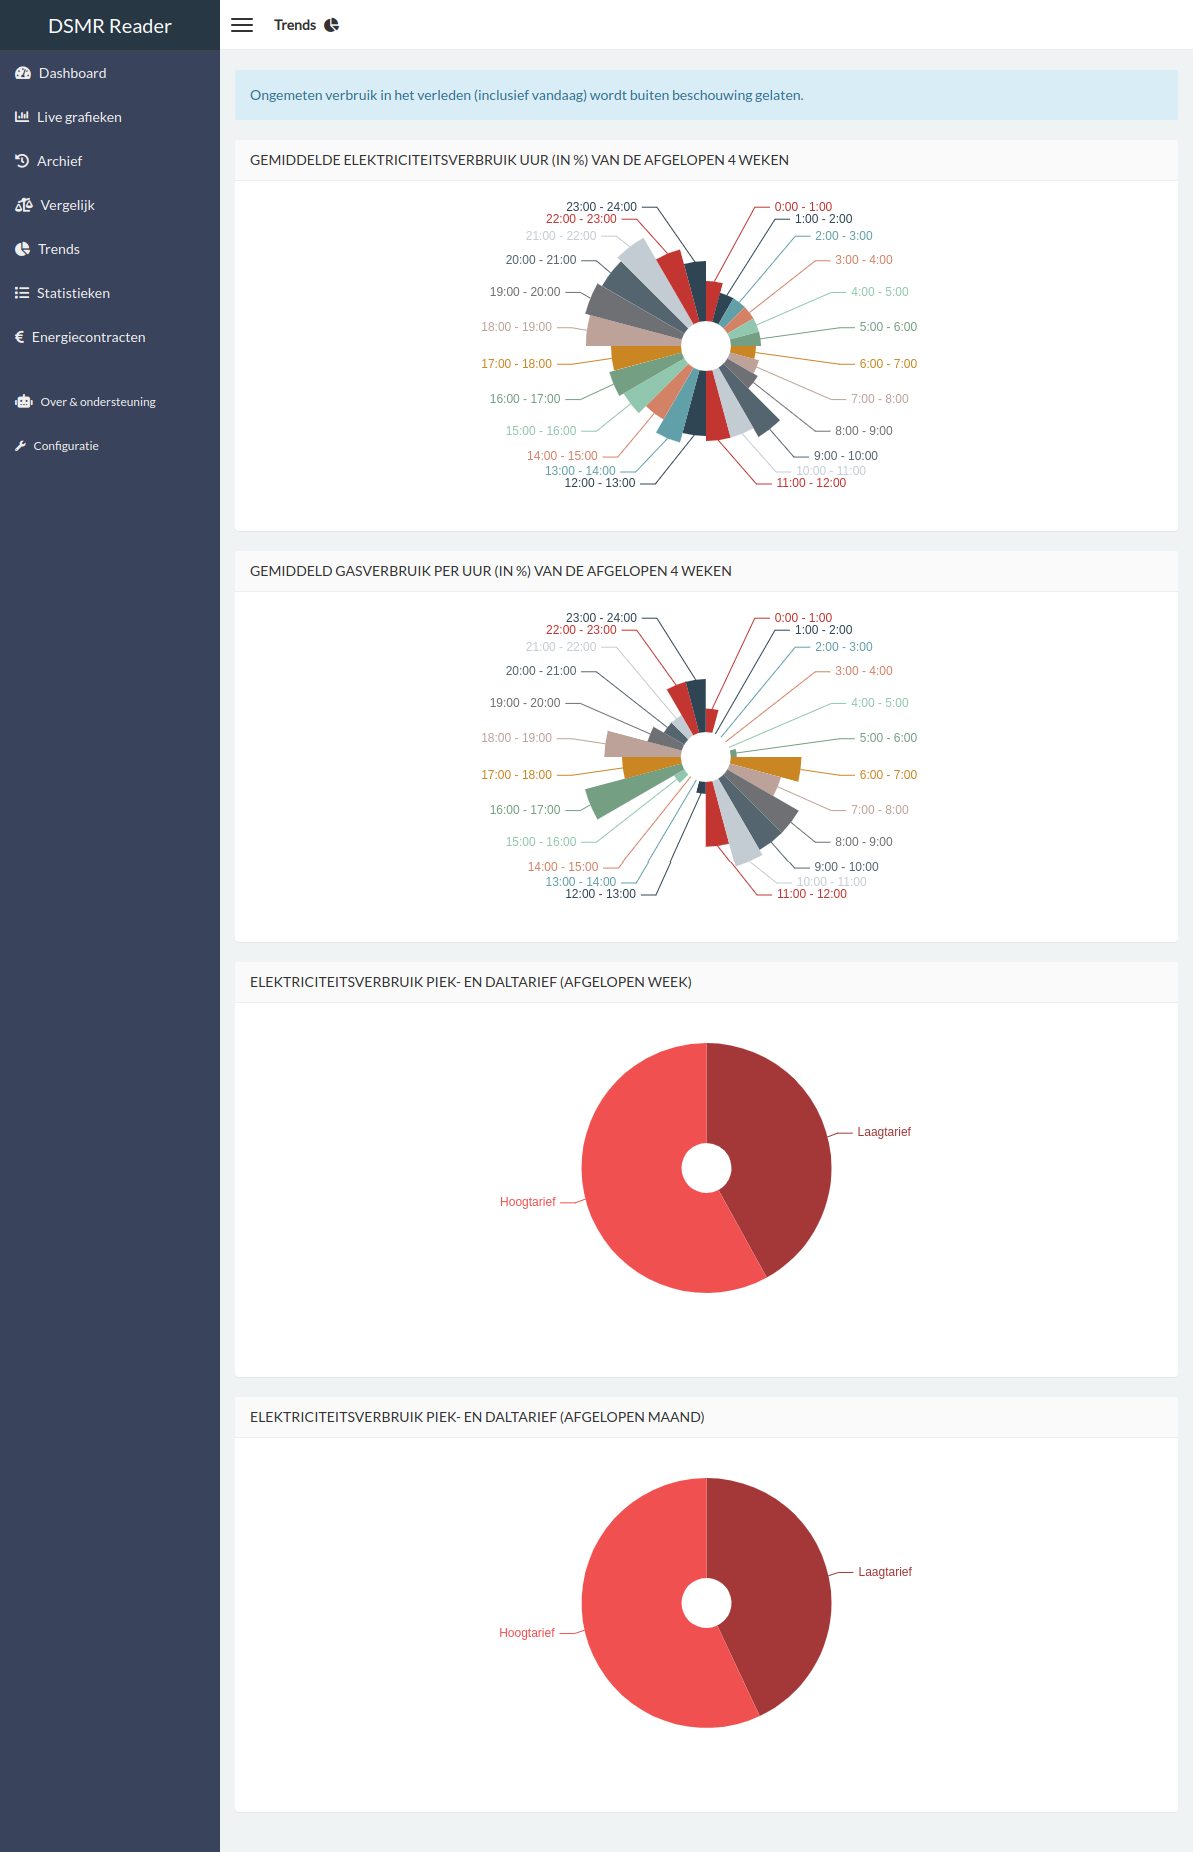 DSMR Reader
Trends
Dashboard
Live grafieken
Archief
Vergelijk
Trends
Statistieken
Energiecontracten
Over & ondersteuning
Configuratie
Ongemeten verbruik in het verleden (inclusief vandaag) wordt buiten beschouwing gelaten.
GEMIDDELDE ELEKTRICITEITSVERBRUIK UUR (IN %) VAN DE AFGELOPEN 4 WEKEN
23:00 - 24:00
0:00 - 1:00
22:00 - 23:00
1:00 - 2:00
21:00 - 22:00
2:00 - 3:00
20:00 - 21:00
3:00 - 4:00
19:00 - 20:00
4:00 - 5:00
18:00 - 19:00
5:00 - 6:00
17:00 - 18:00
6:00 - 7:00
16:00 - 17:00
7:00 - 8:00
15:00 - 16:00
8:00 - 9:00
14:00 - 15:00
9:00 - 10:00
13:00 - 14:00
10:00 - 11:00
12:00 - 13:00
11:00 - 12:00
GEMIDDELD GASVERBRUIK PER UUR (IN %) VAN DE AFGELOPEN 4 WEKEN
23:00 - 24:00
0:00 - 1:00
22:00 - 23:00
1:00 - 2:00
21:00 - 22:00
2:00 - 3:00
20:00 - 21:00
3:00 - 4:00
19:00 - 20:00
4:00 - 5:00
18:00 - 19:00
5:00 - 6:00
17:00 - 18:00
6:00 - 7:00
16:00 - 17:00
7:00 - 8:00
15:00 - 16:00
8:00 - 9:00
14:00 - 15:00
9:00 - 10:00
13:00 - 14:00
10:00 - 11:00
12:00 - 13:00
11:00 - 12:00
ELEKTRICITEITSVERBRUIK PIEK- EN DALTARIEF (AFGELOPEN WEEK)
Laagtarief
Hoogtarief
ELEKTRICITEITSVERBRUIK PIEK- EN DALTARIEF (AFGELOPEN MAAND)
Laagtarief
Hoogtarief